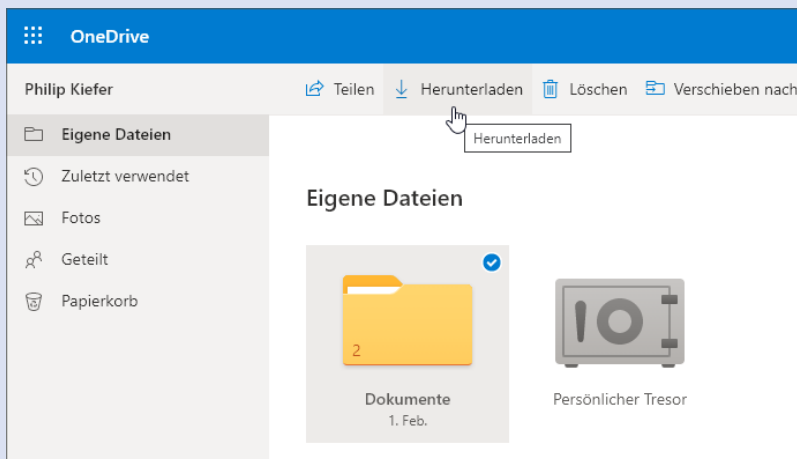 OneDrive
Philip Kiefer
Teilen Herunterladen Löschen Verschieben nach
Herunterladen
Eigene Dateien
Zuletzt verwendet
Fotos
Geteilt
Papierkorb
Eigene Dateien
2
Dokumente
1. Feb.
Persönlicher Tresor